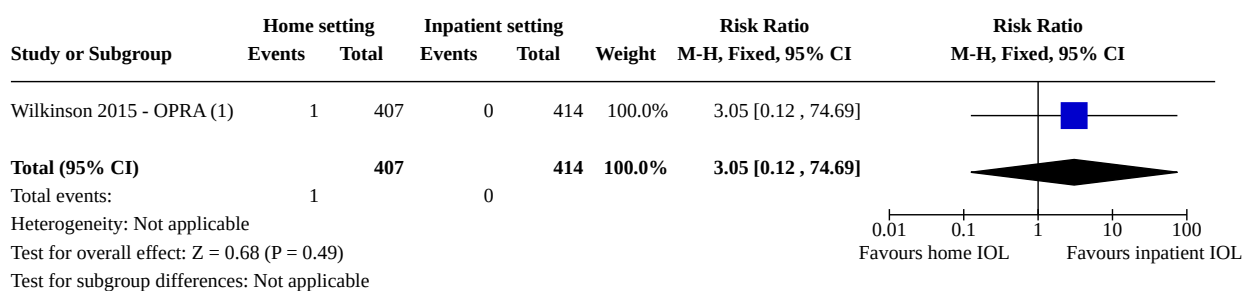 Home setting Inpatient setting Risk Ratio Risk Ratio
Study or Subgroup Events Total Events Total Weight M-H, Fixed, 95% CI M-H, Fixed, 95% CI
Wilkinson 2015 - OPRA (1) 1 407 0 414 100.0% 3.05 [0.12 , 74.69]
Total (95% CI) 407 414 100.0% 3.05 [0.12 , 74.69]
Total events: 1 0
Heterogeneity: Not applicable
Test for overall effect: Z = 0.68 (P = 0.49)
Test for subgroup differences: Not applicable
0.01 0.1 1 10 100
Favours home IOL Favours inpatient IOL